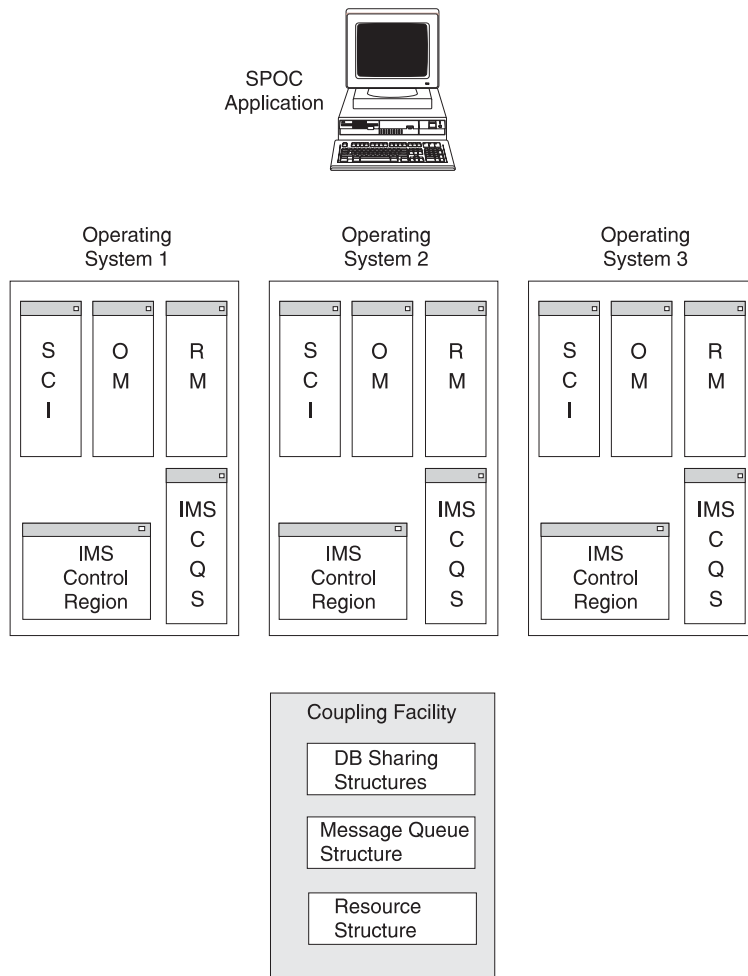 SPOC
Application
Operating
System 1
Operating
System 2
Operating
System 3
S
C
I
O
M
R
M
IMS
C
Q
S
IMS
Control
Region
S
C
I
O
M
R
M
IMS
C
Q
S
IMS
Control
Region
S
C
I
O
M
R
M
IMS
C
Q
S
IMS
Control
Region
Coupling Facility
DB Sharing
Structures
Message Queue
Structure
Resource
Structure